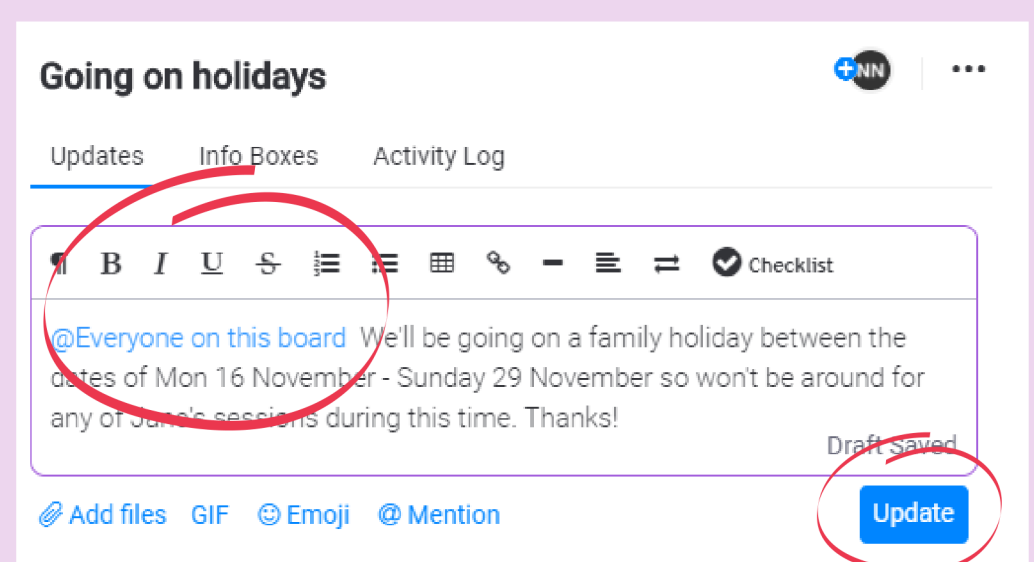 Going on holidays
NN
Updates Info Boxes Activity Log
¶ B I U S Checklist
@Everyone on this board We'll be going on a family holiday between the
dates of Mon 16 November - Sunday 29 November so won't be around for
any of Jane's sessions during this time. Thanks!
Draft Saved
Add files GIF Emoji @ Mention
Update